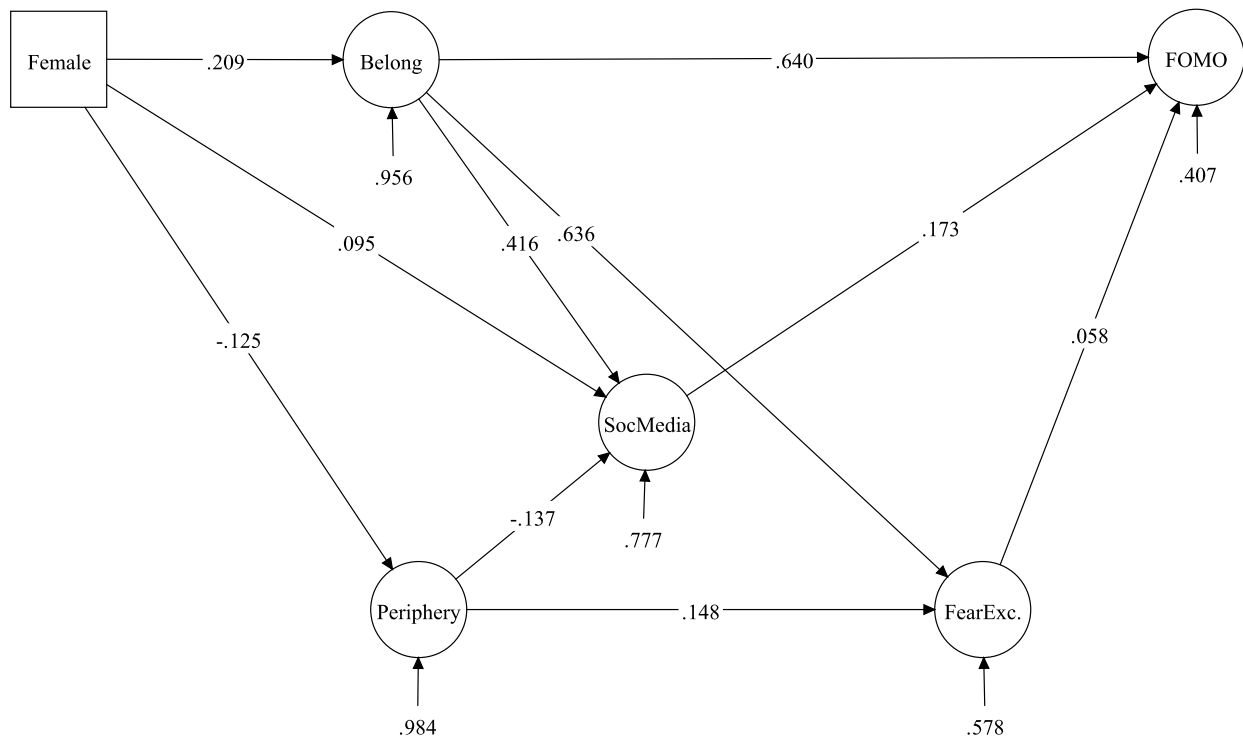 Female
.209
Belong
.640
FOMO
.956
.407
.095
.416
.636
.173
-.125
.058
SocMedia
-.137
.777
Periphery
.148
FearExc.
.984
.578